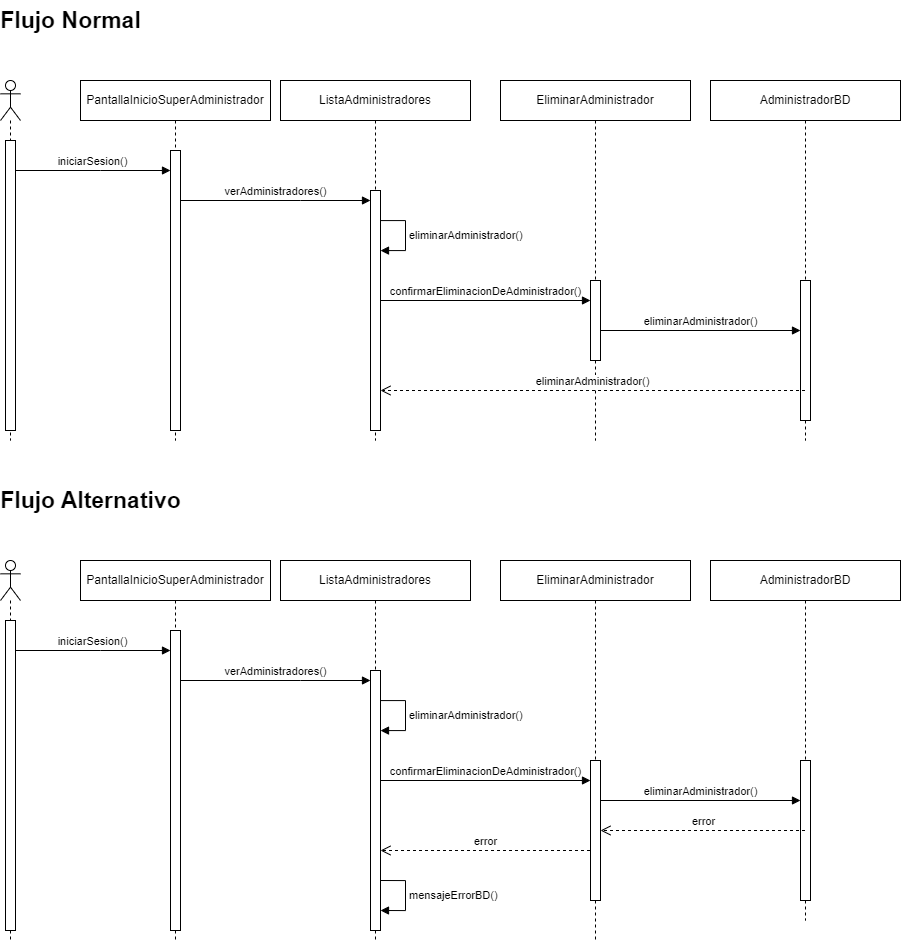 Flujo Normal
PantallaInicioSuperAdministrador
ListaAdministradores
EliminarAdministrador
AdministradorBD
iniciarSesion()
verAdministradores()
eliminarAdministrador()
confirmarEliminacionDeAdministrador()
eliminarAdministrador()
eliminarAdministrador()
Flujo Alternativo
PantallaInicioSuperAdministrador
ListaAdministradores
EliminarAdministrador
AdministradorBD
iniciarSesion()
verAdministradores()
eliminarAdministrador()
confirmarEliminacionDeAdministrador()
eliminarAdministrador()
error
error
mensajeErrorBD()